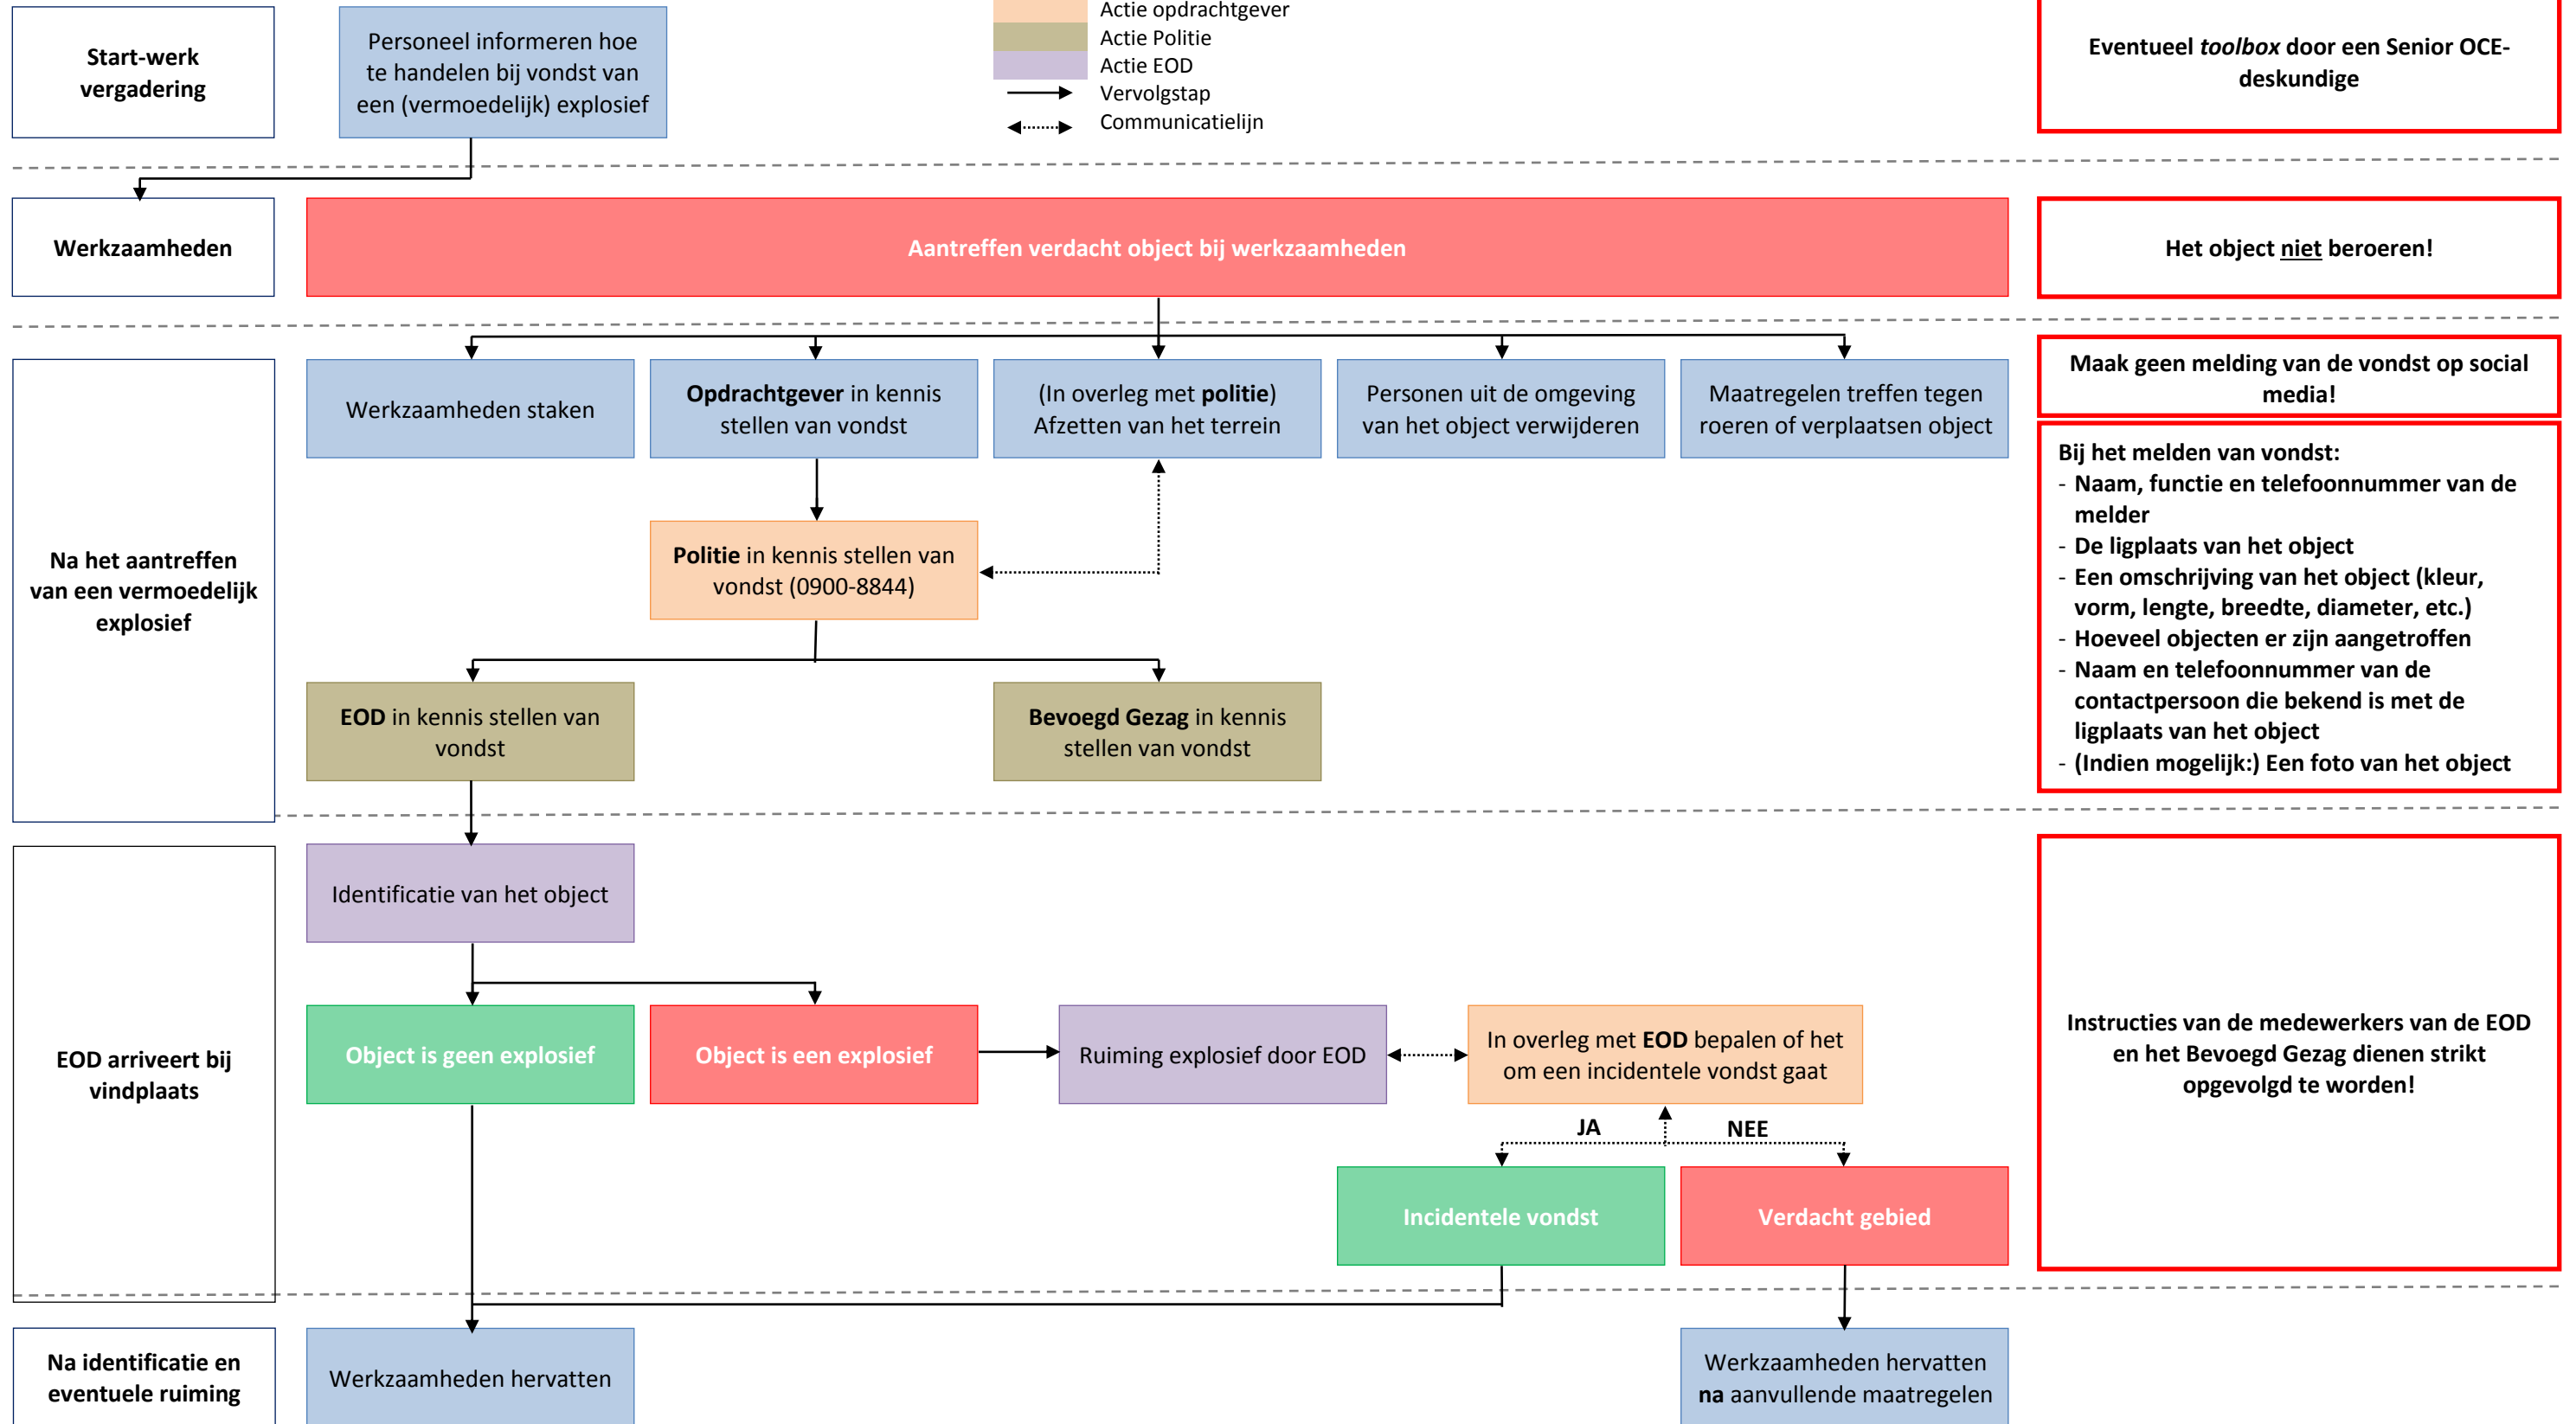 Start-werk
vergadering
Personeel informeren hoe
te handelen bij vondst van
een (vermoedelijk) explosief
Actie opdrachtgever
Actie Politie
Actie EOD
Vervolgstap
Communicatielijn
Eventueel toolbox door een Senior OCE-
deskundige
Werkzaamheden
Aantreffen verdacht object bij werkzaamheden
Het object niet beroeren!
Na het aantreffen
van een vermoedelijk
explosief
Werkzaamheden staken
Opdrachtgever in kennis
stellen van vondst
(In overleg met politie)
Afzetten van het terrein
Personen uit de omgeving
van het object verwijderen
Maatregelen treffen tegen
roeren of verplaatsen object
Maak geen melding van de vondst op social
media!
Politie in kennis stellen van
vondst (0900-8844)
EOD in kennis stellen van
vondst
Bevoegd Gezag in kennis
stellen van vondst
Bij het melden van vondst:
- Naam, functie en telefoonnummer van de
melder
- De ligplaats van het object
- Een omschrijving van het object (kleur,
vorm, lengte, breedte, diameter, etc.)
- Hoeveel objecten er zijn aangetroffen
- Naam en telefoonnummer van de
contactpersoon die bekend is met de
ligplaats van het object
- (Indien mogelijk:) Een foto van het object
EOD arriveert bij
vindplaats
Identificatie van het object
Object is geen explosief
Object is een explosief
Ruiming explosief door EOD
In overleg met EOD bepalen of het
om een incidentele vondst gaat
JA
NEE
Incidentele vondst
Verdacht gebied
Instructies van de medewerkers van de EOD
en het Bevoegd Gezag dienen strikt
opgevolgd te worden!
Na identificatie en
eventuele ruiming
Werkzaamheden hervatten
Werkzaamheden hervatten
na aanvullende maatregelen